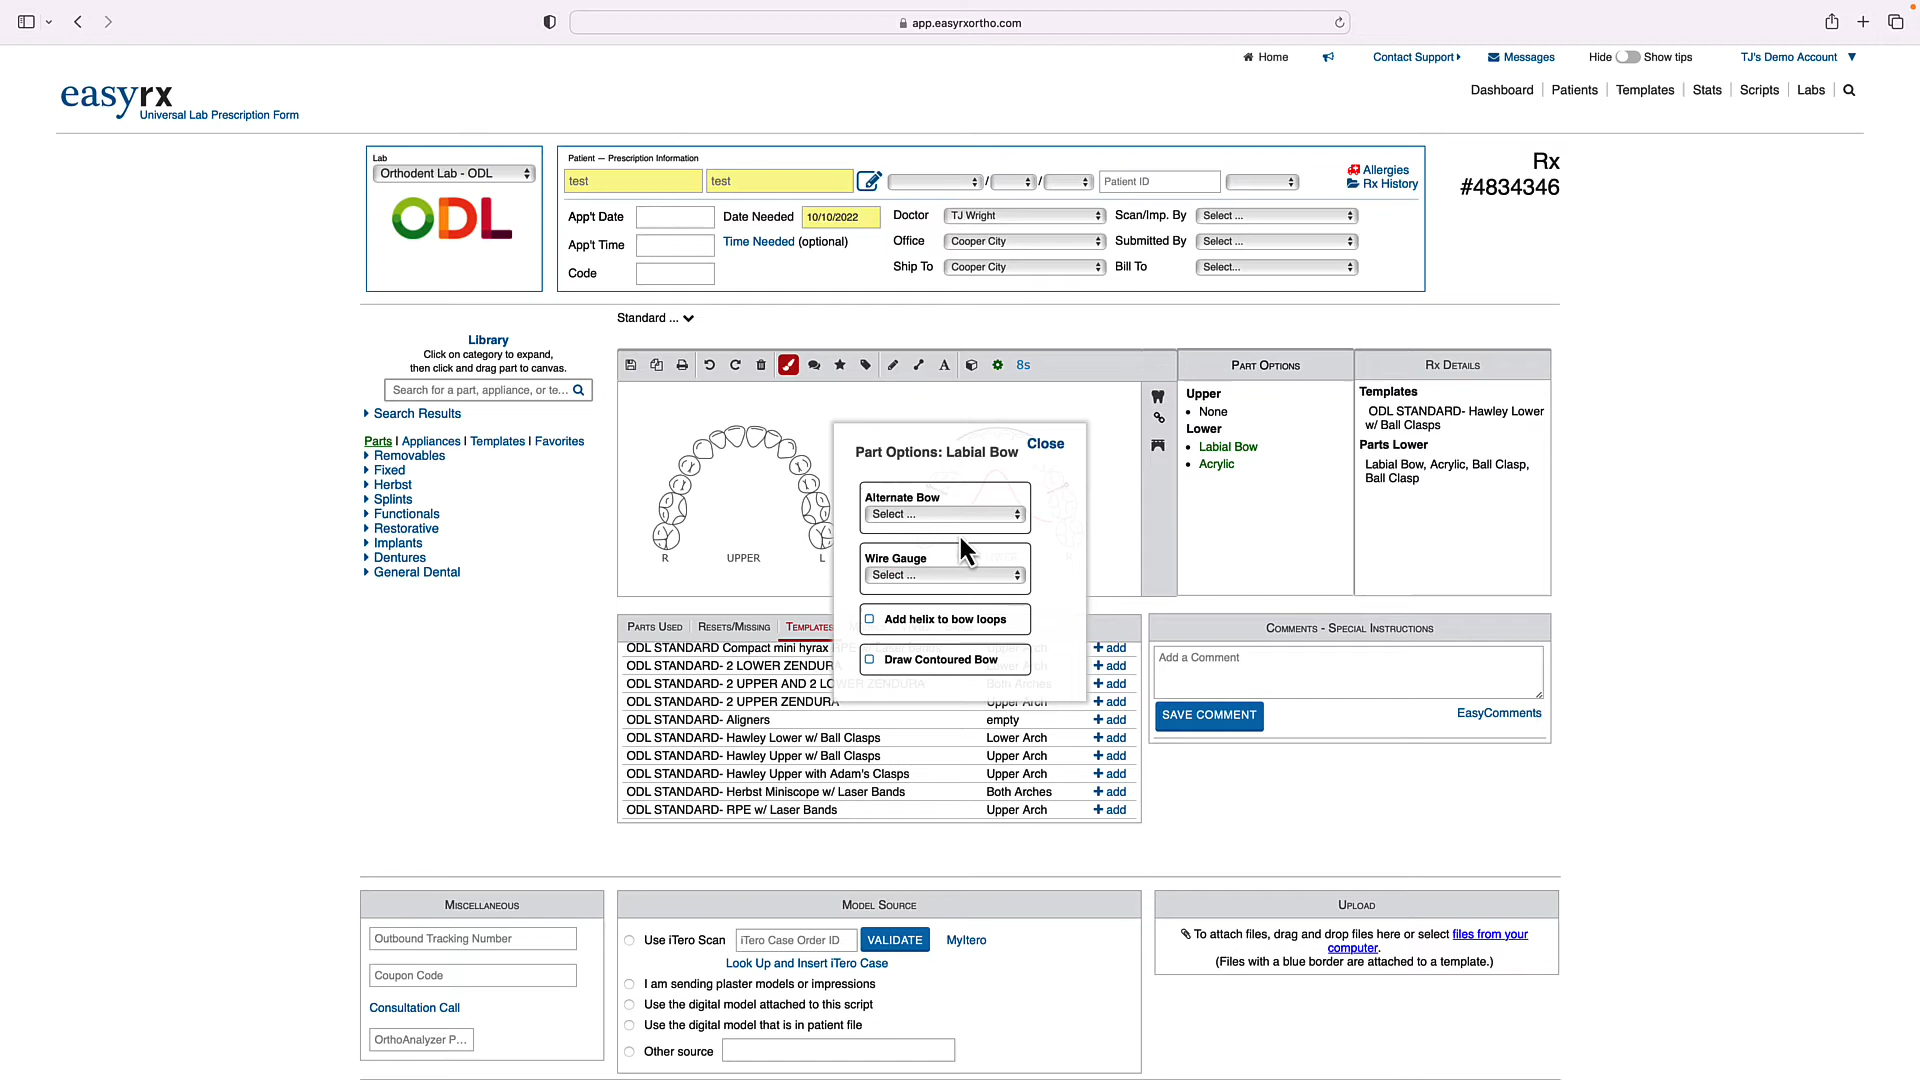 app.easyrxortho.com
Home
Contact Support
Messages
Hide Show tips
TJ's Demo Account
easyrx
Universal Lab Prescription Form
Dashboard
Patients
Templates
Stats
Scripts
Labs
Lab
Orthodent Lab - ODL
ODL
Patient — Prescription Information
test
test
/
/
Patient ID
Allergies
Rx History
App't Date
Date Needed
10/10/2022
Doctor
TJ Wright
Scan/Imp. By
Select ...
App't Time
Time Needed (optional)
Office
Cooper City
Submitted By
Select ...
Code
Ship To
Cooper City
Bill To
Select...
Rx
#4834346
Standard ...
Library
Click on category to expand,
then click and drag part to canvas.
Search for a part, appliance, or te...
Search Results
Parts I Appliances I Templates I Favorites
Removables
Fixed
Herbst
Splints
Functionals
Restorative
Implants
Dentures
General Dental
8s
R
UPPER
L
R
Part Options: Labial Bow
Close
Alternate Bow
Select ...
Wire Gauge
Select ...
Add helix to bow loops
Draw Contoured Bow
Part Options
Upper
None
Lower
Labial Bow
Acrylic
Rx Details
Templates
ODL STANDARD- Hawley Lower
w/ Ball Clasps
Parts Lower
Labial Bow, Acrylic, Ball Clasp,
Ball Clasp
Parts Used
Resets/Missing
Templates
ODL STANDARD Compact mini hyrax RPE w/ Laser Bands Upper Arch add
ODL STANDARD- 2 LOWER ZENDURA add
ODL STANDARD- 2 UPPER AND 2 LOWER ZENDURA Both Arches add
ODL STANDARD- 2 UPPER ZENDURA Upper Arch add
ODL STANDARD- Aligners empty add
ODL STANDARD- Hawley Lower w/ Ball Clasps Lower Arch add
ODL STANDARD- Hawley Upper w/ Ball Clasps Upper Arch add
ODL STANDARD- Hawley Upper with Adam's Clasps Upper Arch add
ODL STANDARD- Herbst Miniscope w/ Laser Bands Both Arches add
ODL STANDARD- RPE w/ Laser Bands Upper Arch add
Comments - Special Instructions
Add a Comment
SAVE COMMENT
EasyComments
Miscellaneous
Outbound Tracking Number
Coupon Code
Consultation Call
OrthoAnalyzer P...
Model Source
Use iTero Scan
iTero Case Order ID
VALIDATE
MyItero
Look Up and Insert iTero Case
I am sending plaster models or impressions
Use the digital model attached to this script
Use the digital model that is in patient file
Other source
Upload
To attach files, drag and drop files here or select files from your
computer.
(Files with a blue border are attached to a template.)